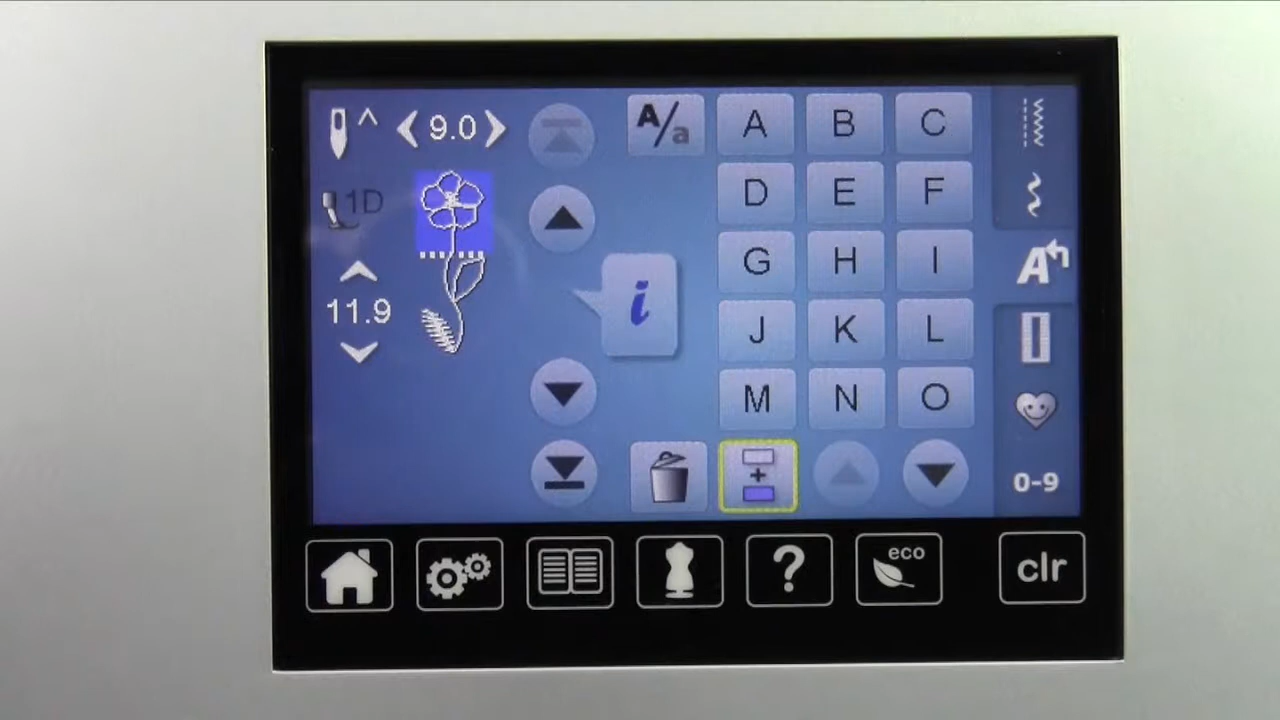 9.0
A/a
A B C
1D
D E F
G H I
A
11.9
i
J K L
M N O
+
0-9
?
eco
clr